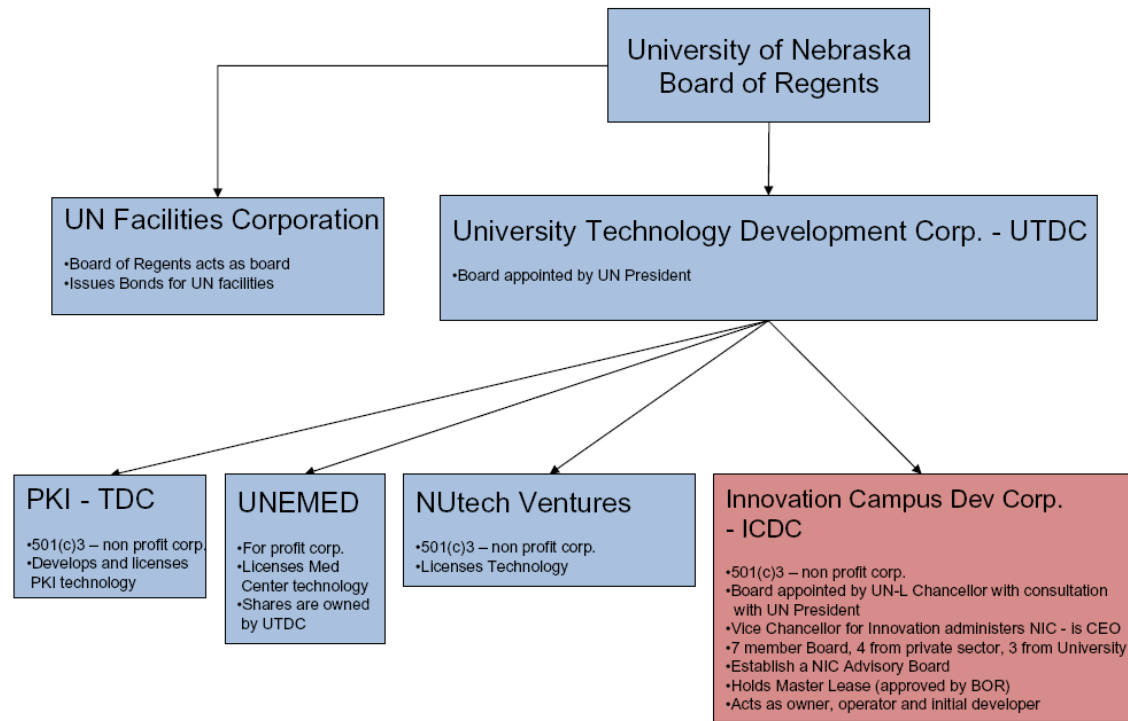 University of Nebraska
Board of Regents
UN Facilities Corporation
•Board of Regents acts as board
•Issues Bonds for UN facilities
University Technology Development Corp. - UTDC
•Board appointed by UN President
PKI - TDC
•501(c)3 – non profit corp.
•Develops and licenses
PKI technology
UNEMED
•For profit corp.
•Licenses Med
Center technology
•Shares are owned
by UTDC
NUtech Ventures
•501(c)3 – non profit corp.
•Licenses Technology
Innovation Campus Dev Corp.
- ICDC
•501(c)3 – non profit corp.
•Board appointed by UN-L Chancellor with consultation
with UN President
•Vice Chancellor for Innovation administers NIC - is CEO
•7 member Board, 4 from private sector, 3 from University
•Establish a NIC Advisory Board
•Holds Master Lease (approved by BOR)
•Acts as owner, operator and initial developer